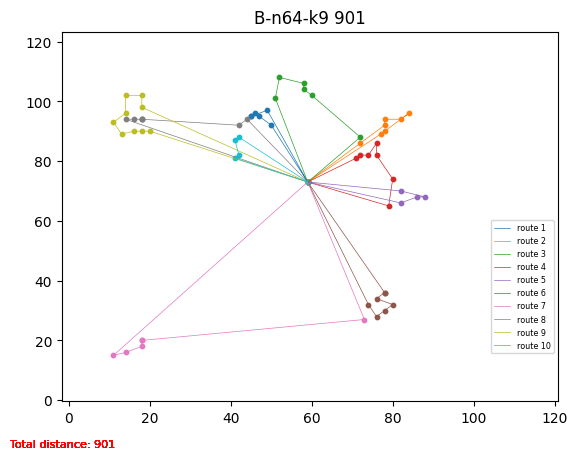 B-n64-k9 901
120
100
80
60
40
20
0
route 1
route 2
route 3
route 4
route 5
route 6
route 7
route 8
route 9
route 10
0 20 40 60 80 100 120
Total distance: 901